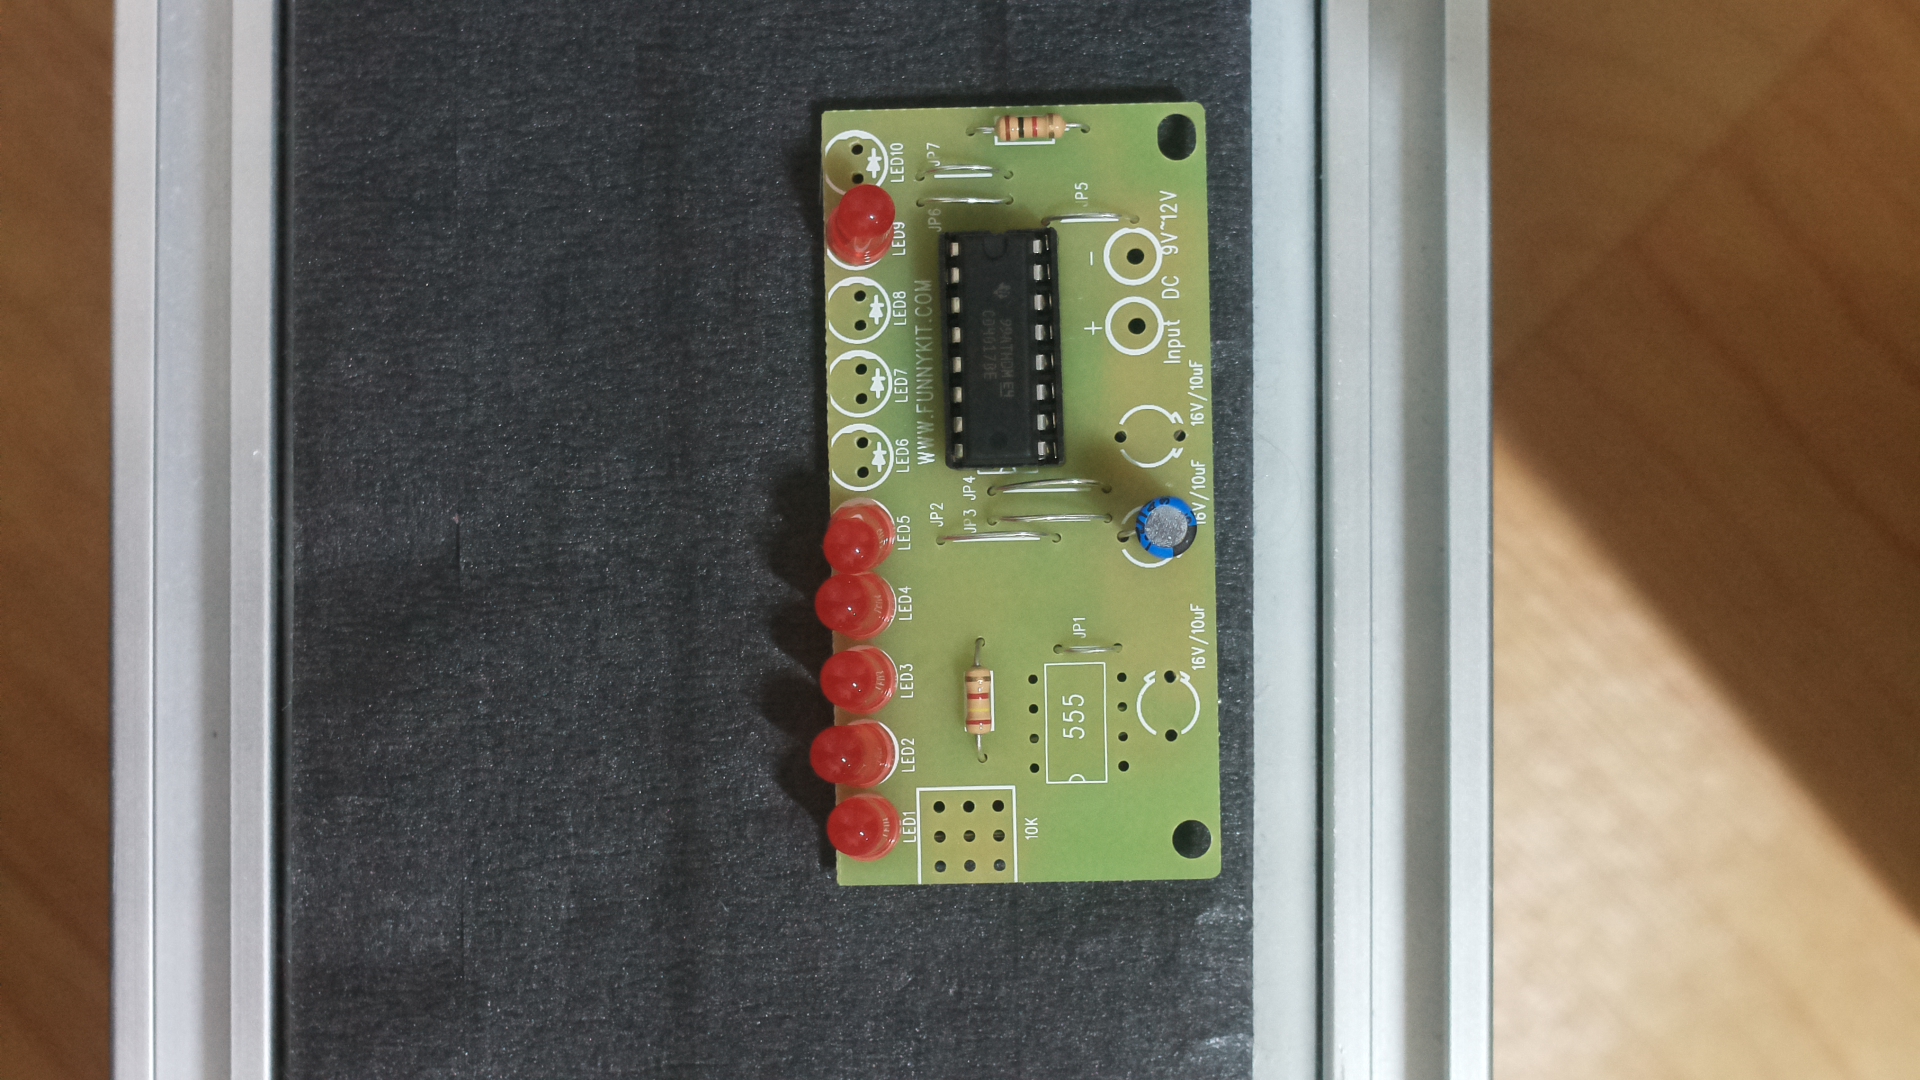 LED10
LED9
LED8
LED7
LED6
LED5
LED4
LED3
LED2
LED1
WWW.FUNNYKIT.COM
JP7
JP6
JP5
JP4
JP3
JP2
JP1
- 
+
Input DC 9V~12V
16V/10uF
16V/10uF
16V/10uF
555
10K
CD4017BE